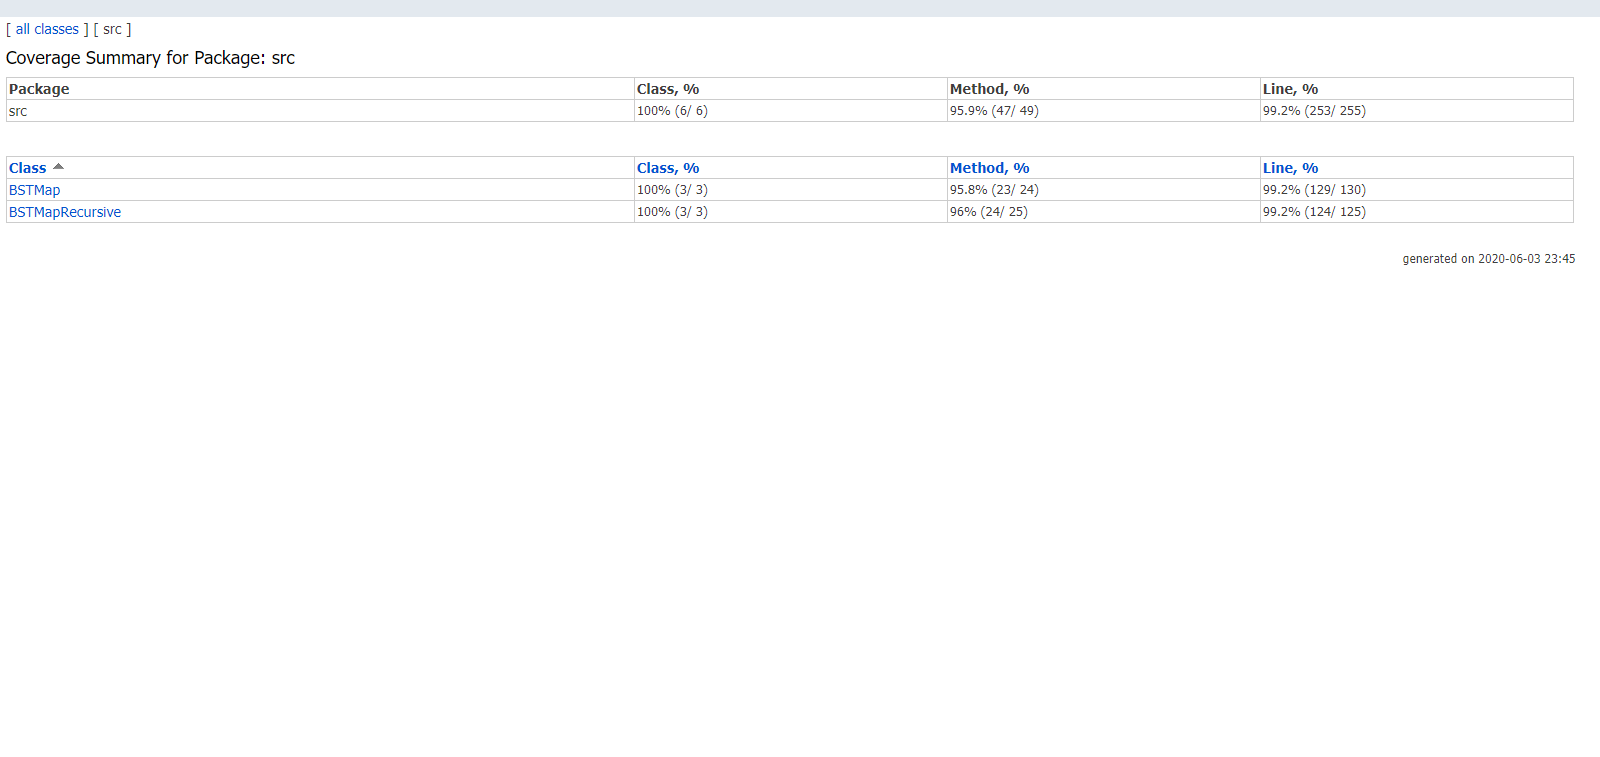 [ all classes ] [ src ]
Coverage Summary for Package: src
Package Class, % Method, % Line, %
src 100% (6/ 6) 95.9% (47/ 49) 99.2% (253/ 255)
Class Class, % Method, % Line, %
BSTMap 100% (3/ 3) 95.8% (23/ 24) 99.2% (129/ 130)
BSTMapRecursive 100% (3/ 3) 96% (24/ 25) 99.2% (124/ 125)
generated on 2020-06-03 23:45